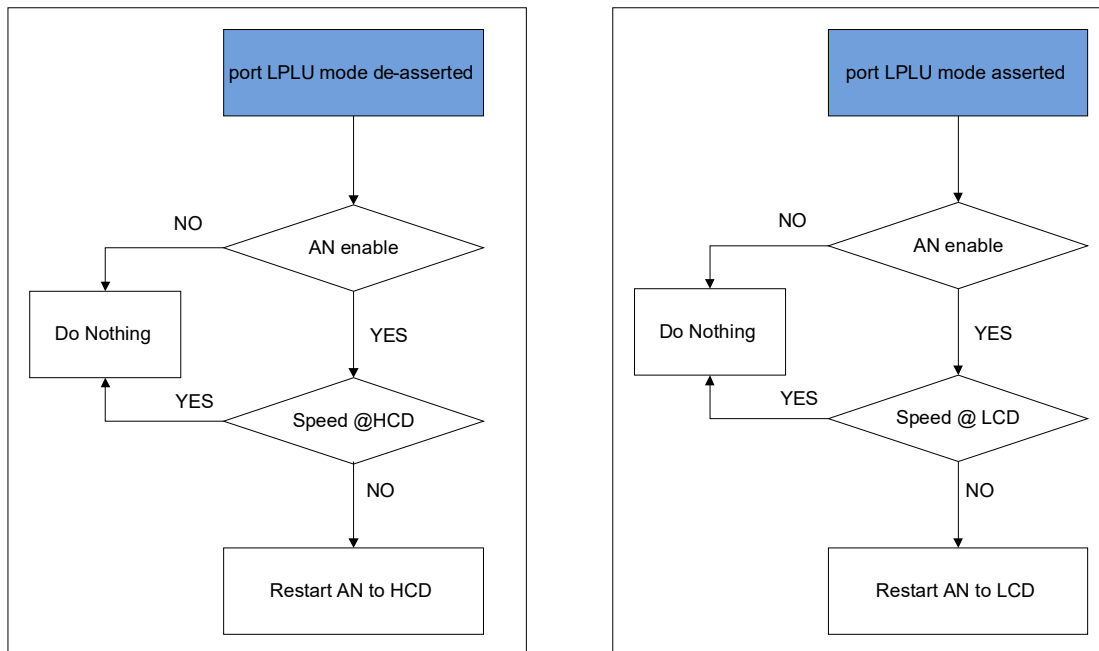 port LPLU mode de-asserted
NO
AN enable
Do Nothing
YES
YES
Speed @HCD
NO
Restart AN to HCD
port LPLU mode asserted
NO
AN enable
Do Nothing
YES
YES
Speed @ LCD
NO
Restart AN to LCD